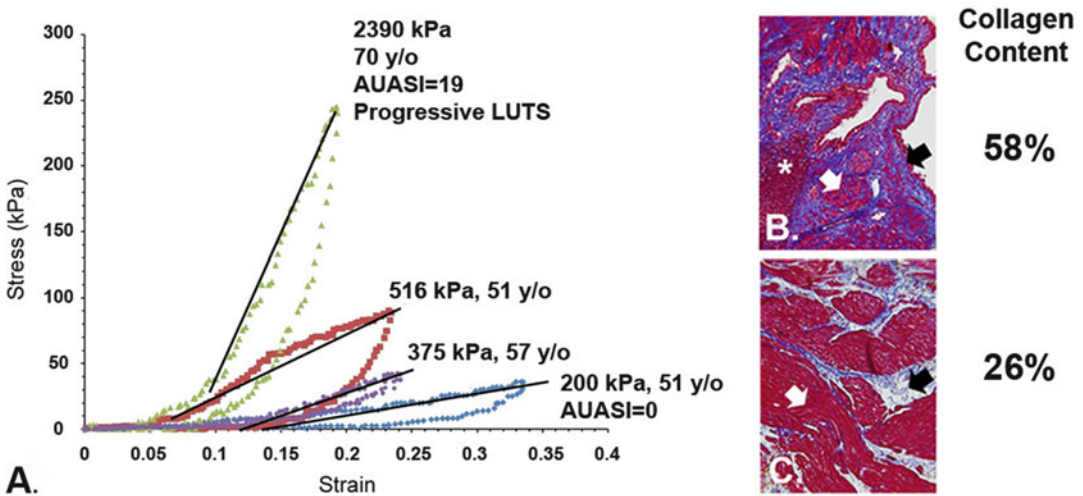 300
250
200
150
100
50
0
Stress (kPa)
0 0.05 0.1 0.15 0.2 0.25 0.3 0.35 0.4
Strain
2390 kPa
70 y/o
AUASI=19
Progressive LUTS
516 kPa, 51 y/o
375 kPa, 57 y/o
200 kPa, 51 y/o
AUASI=0
A.
Collagen
Content
*
B.
58%
C.
26%